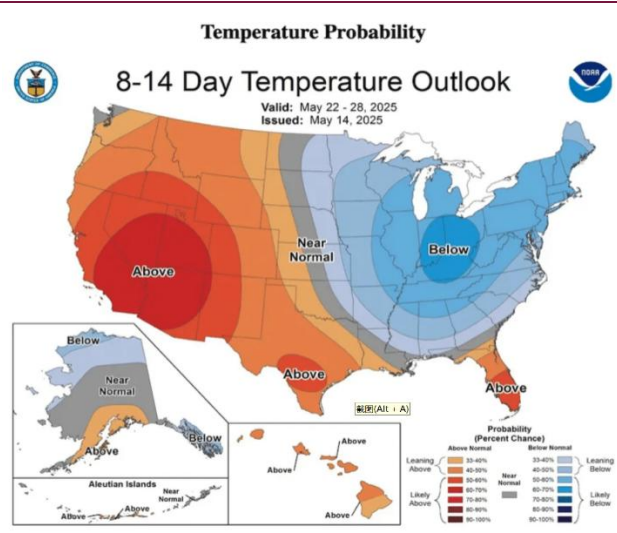 Temperature Probability
8-14 Day Temperature Outlook
Valid: May 22 - 28, 2025
Issued: May 14, 2025
NOAA
Near
Normal
Above
Below
Above
Above
Below
Near
Normal
Above
Below
Aleutian Islands
Near
Normal
Above
Above
Above
Above
Above
截图(Alt + A)
Probability
(Percent Chance)
Above Normal
Below Normal
Leaning
Above
33-40%
40-50%
50-60%
Likely
Above
60-70%
70-80%
80-90%
90-100%
Near
Normal
33-40%
40-50%
50-60%
60-70%
70-80%
80-90%
90-100%
Leaning
Below
Likely
Below